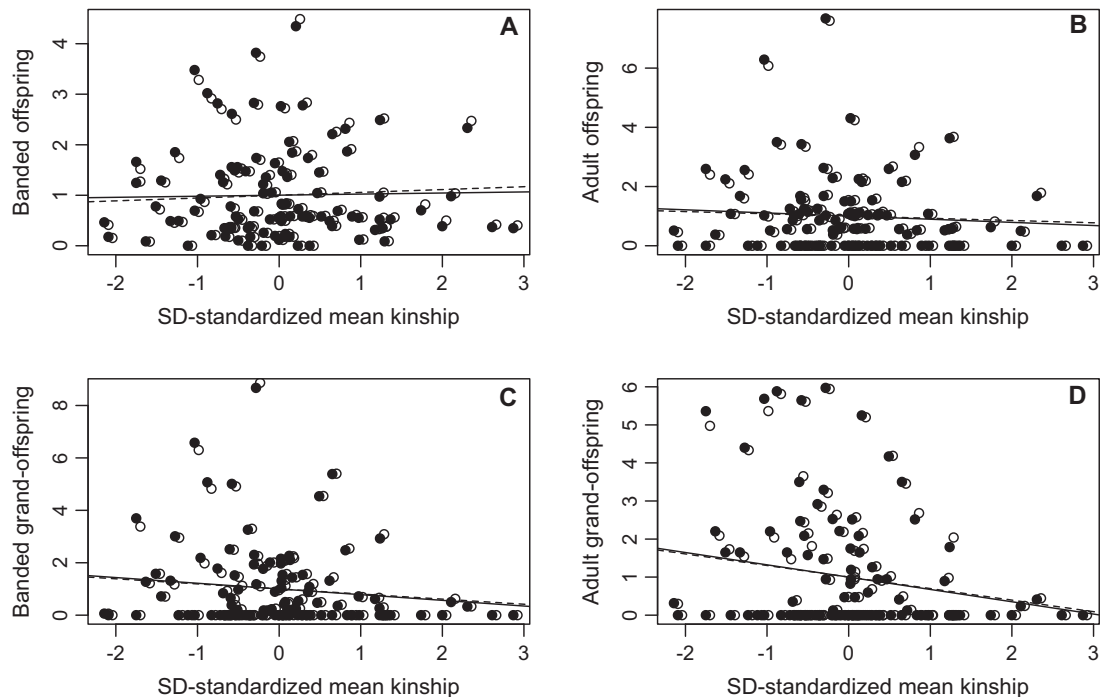 A
Banded offspring
4
3
2
1
0
-2 -1 0 1 2 3
SD-standardized mean kinship
B
Adult offspring
6
4
2
0
-2 -1 0 1 2 3
SD-standardized mean kinship
C
Banded grand-offspring
8
6
4
2
0
-2 -1 0 1 2 3
SD-standardized mean kinship
D
Adult grand-offspring
6
5
4
3
2
1
0
-2 -1 0 1 2 3
SD-standardized mean kinship